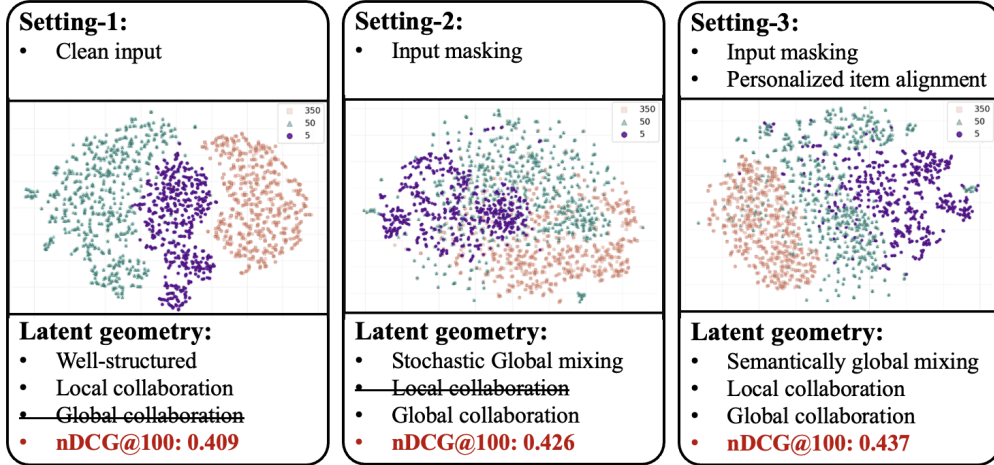 Setting-1:
• Clean input
350
50
5
Latent geometry:
• Well-structured
• Local collaboration
• Global collaboration
• nDCG@100: 0.409
Setting-2:
• Input masking
350
50
5
Latent geometry:
• Stochastic Global mixing
• Local collaboration
• Global collaboration
• nDCG@100: 0.426
Setting-3:
• Input masking
• Personalized item alignment
350
50
5
Latent geometry:
• Semantically global mixing
• Local collaboration
• Global collaboration
• nDCG@100: 0.437